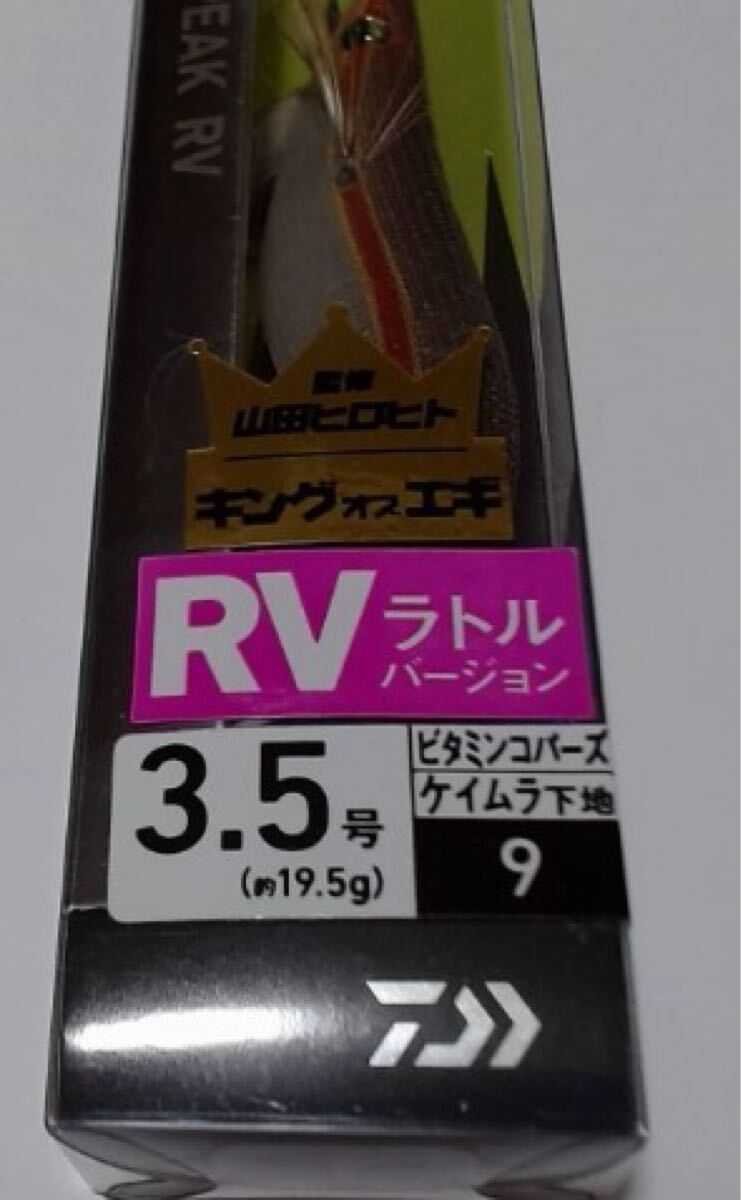 EAK RV
監修
山田ヒロヒト
キングオブエギ
RV ラトル
バージョン
3.5号
(約19.5g)
ビタミンコバーズ
ケイムラ下地
9